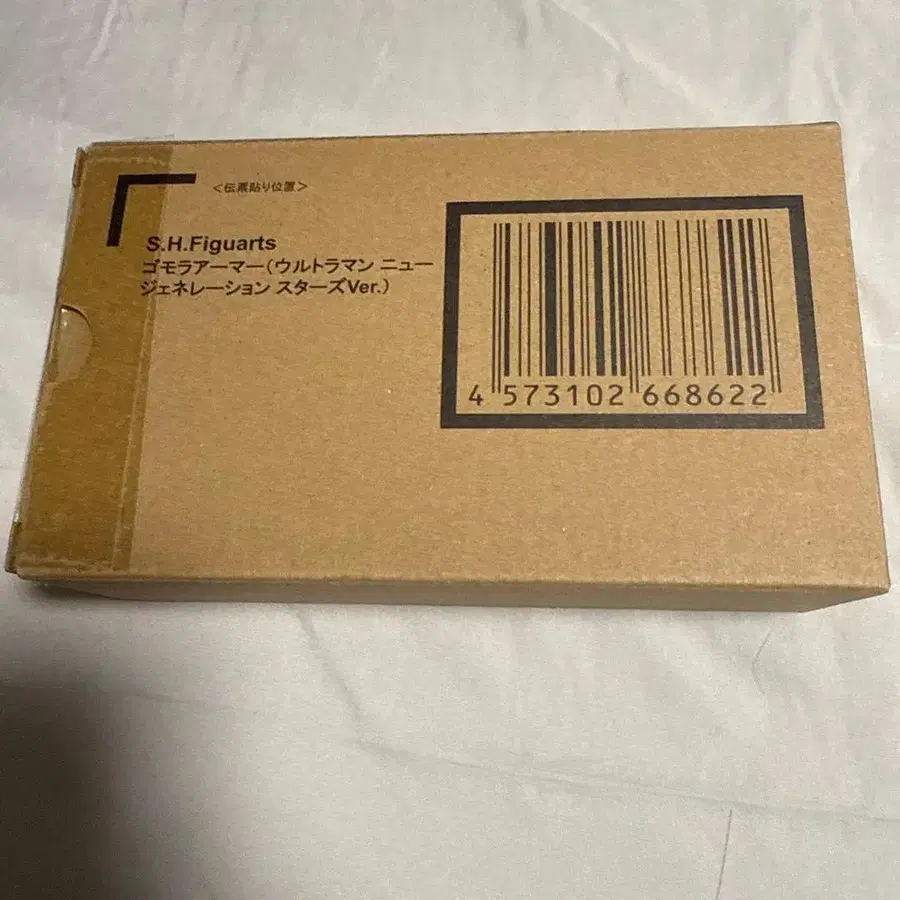 ＜伝票貼り位置＞
S.H.Figuarts
ゴモラアーマー（ウルトラマン ニュー
ジェネレーション スターズVer.）
4 573102 668622